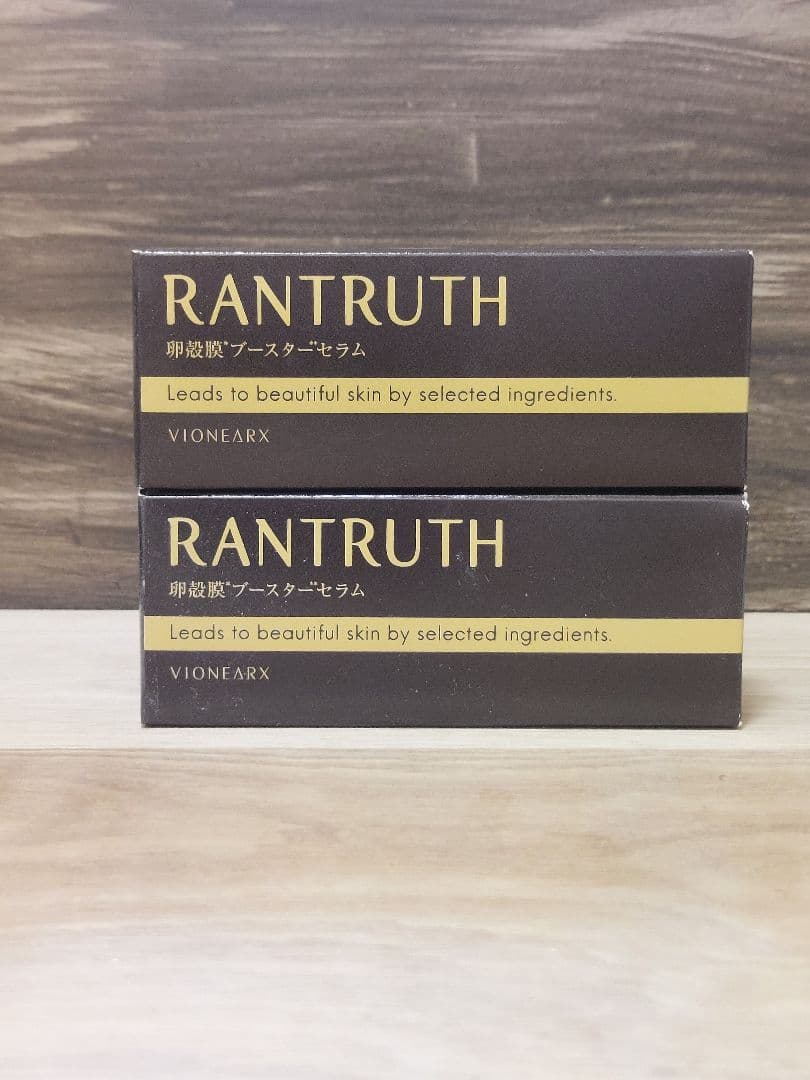 RANTRUTH
卵殻膜*ブースター**セラム
Leads to beautiful skin by selected ingredients.
VIONEARX
RANTRUTH
卵殻膜*ブースター**セラム
Leads to beautiful skin by selected ingredients.
VIONEARX